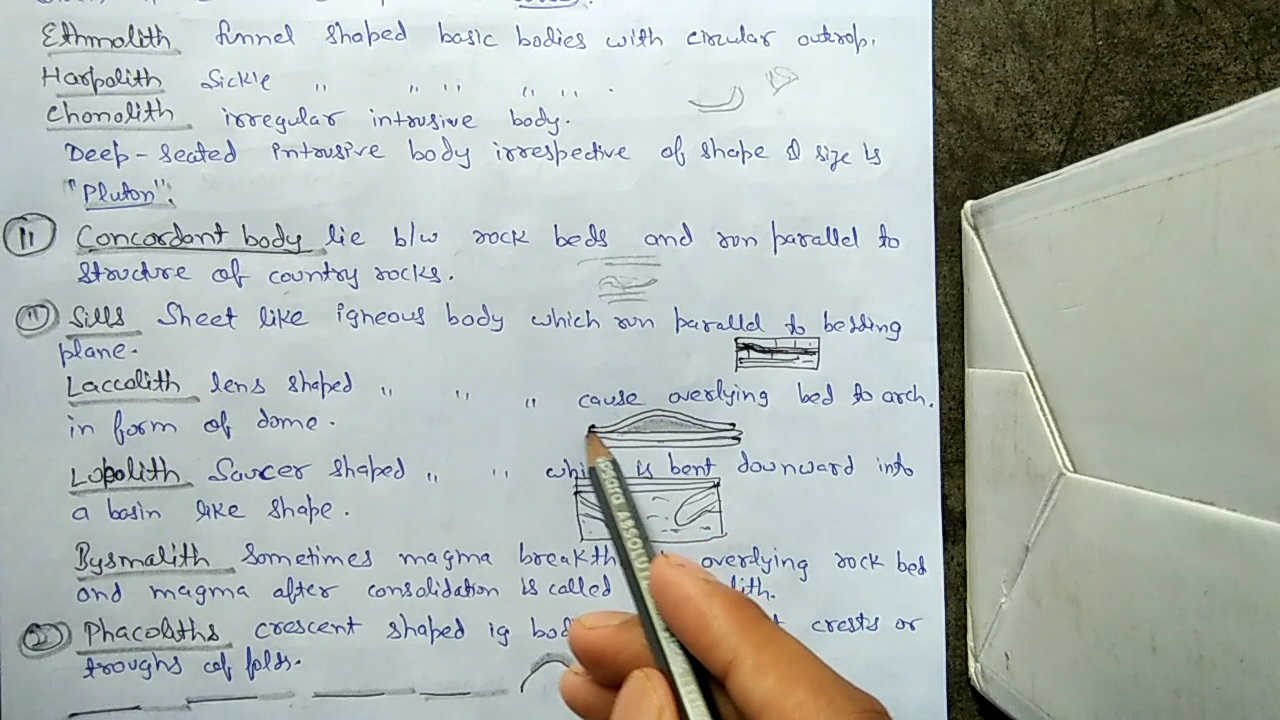 Ethmolith funnel shaped basic bodies with circular outrop.
Harpolith Sickle " " " " " .
Chonolith irregular intrusive body.
Deep-seated intrusive body irrespective of shape & size is
"Pluton".
11 Concordant body lie b/w rock beds and run parallel to
structure of country rocks.
Sills Sheet like igneous body which run parallel to bedding
plane.
Laccolith lens shaped " " " cause overlying bed to arch.
in form of dome.
Lopolith Saucer shaped " " is bent downward into
a basin like shape.
Bysmalith Sometimes magma overlying rock bed
and magma after consolidation is called
2 Phacoliths crescent shaped ig crests or
troughs of folds.